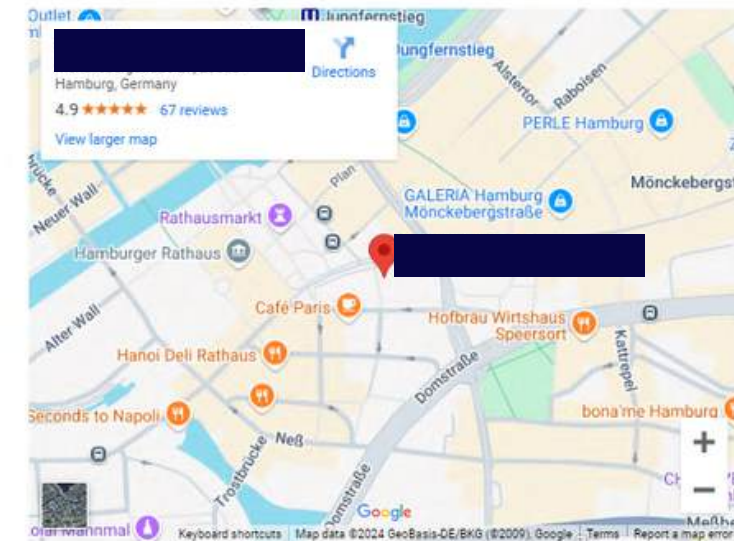 Outlet
Jungfernstieg
Jungfernstieg
Directions
Hamburg, Germany
4.9 ★★★★★ 67 reviews
View larger map
Alstertor
Raboisen
PERLE Hamburg
Plan
GALERIA Hamburg
Mönckebergstraße
Mönckebergst
Neuer Wall
Rathausmarkt
Hamburger Rathaus
Café Paris
Hofbräu Wirtshaus
Speersort
Alter Wall
Hanoi Deli Rathaus
Kattrepel
Domstraße
Seconds to Napoli
bona'me Hamburg
Neß
Trostbrücke
Domstraße
+
−
Google
Keyboard shortcuts
Map data ©2024 GeoBasis-DE/BKG (©2009), Google
Terms
Report a map error